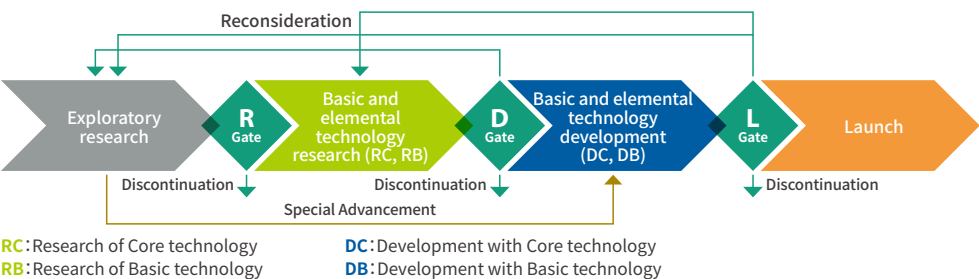 Reconsideration
Exploratory
research
R
Gate
Basic and
elemental
technology
research (RC, RB)
D
Gate
Basic and elemental
technology
development
(DC, DB)
L
Gate
Launch
Discontinuation
Discontinuation
Discontinuation
Special Advancement
RC：Research of Core technology
DC：Development with Core technology
RB：Research of Basic technology
DB：Development with Basic technology